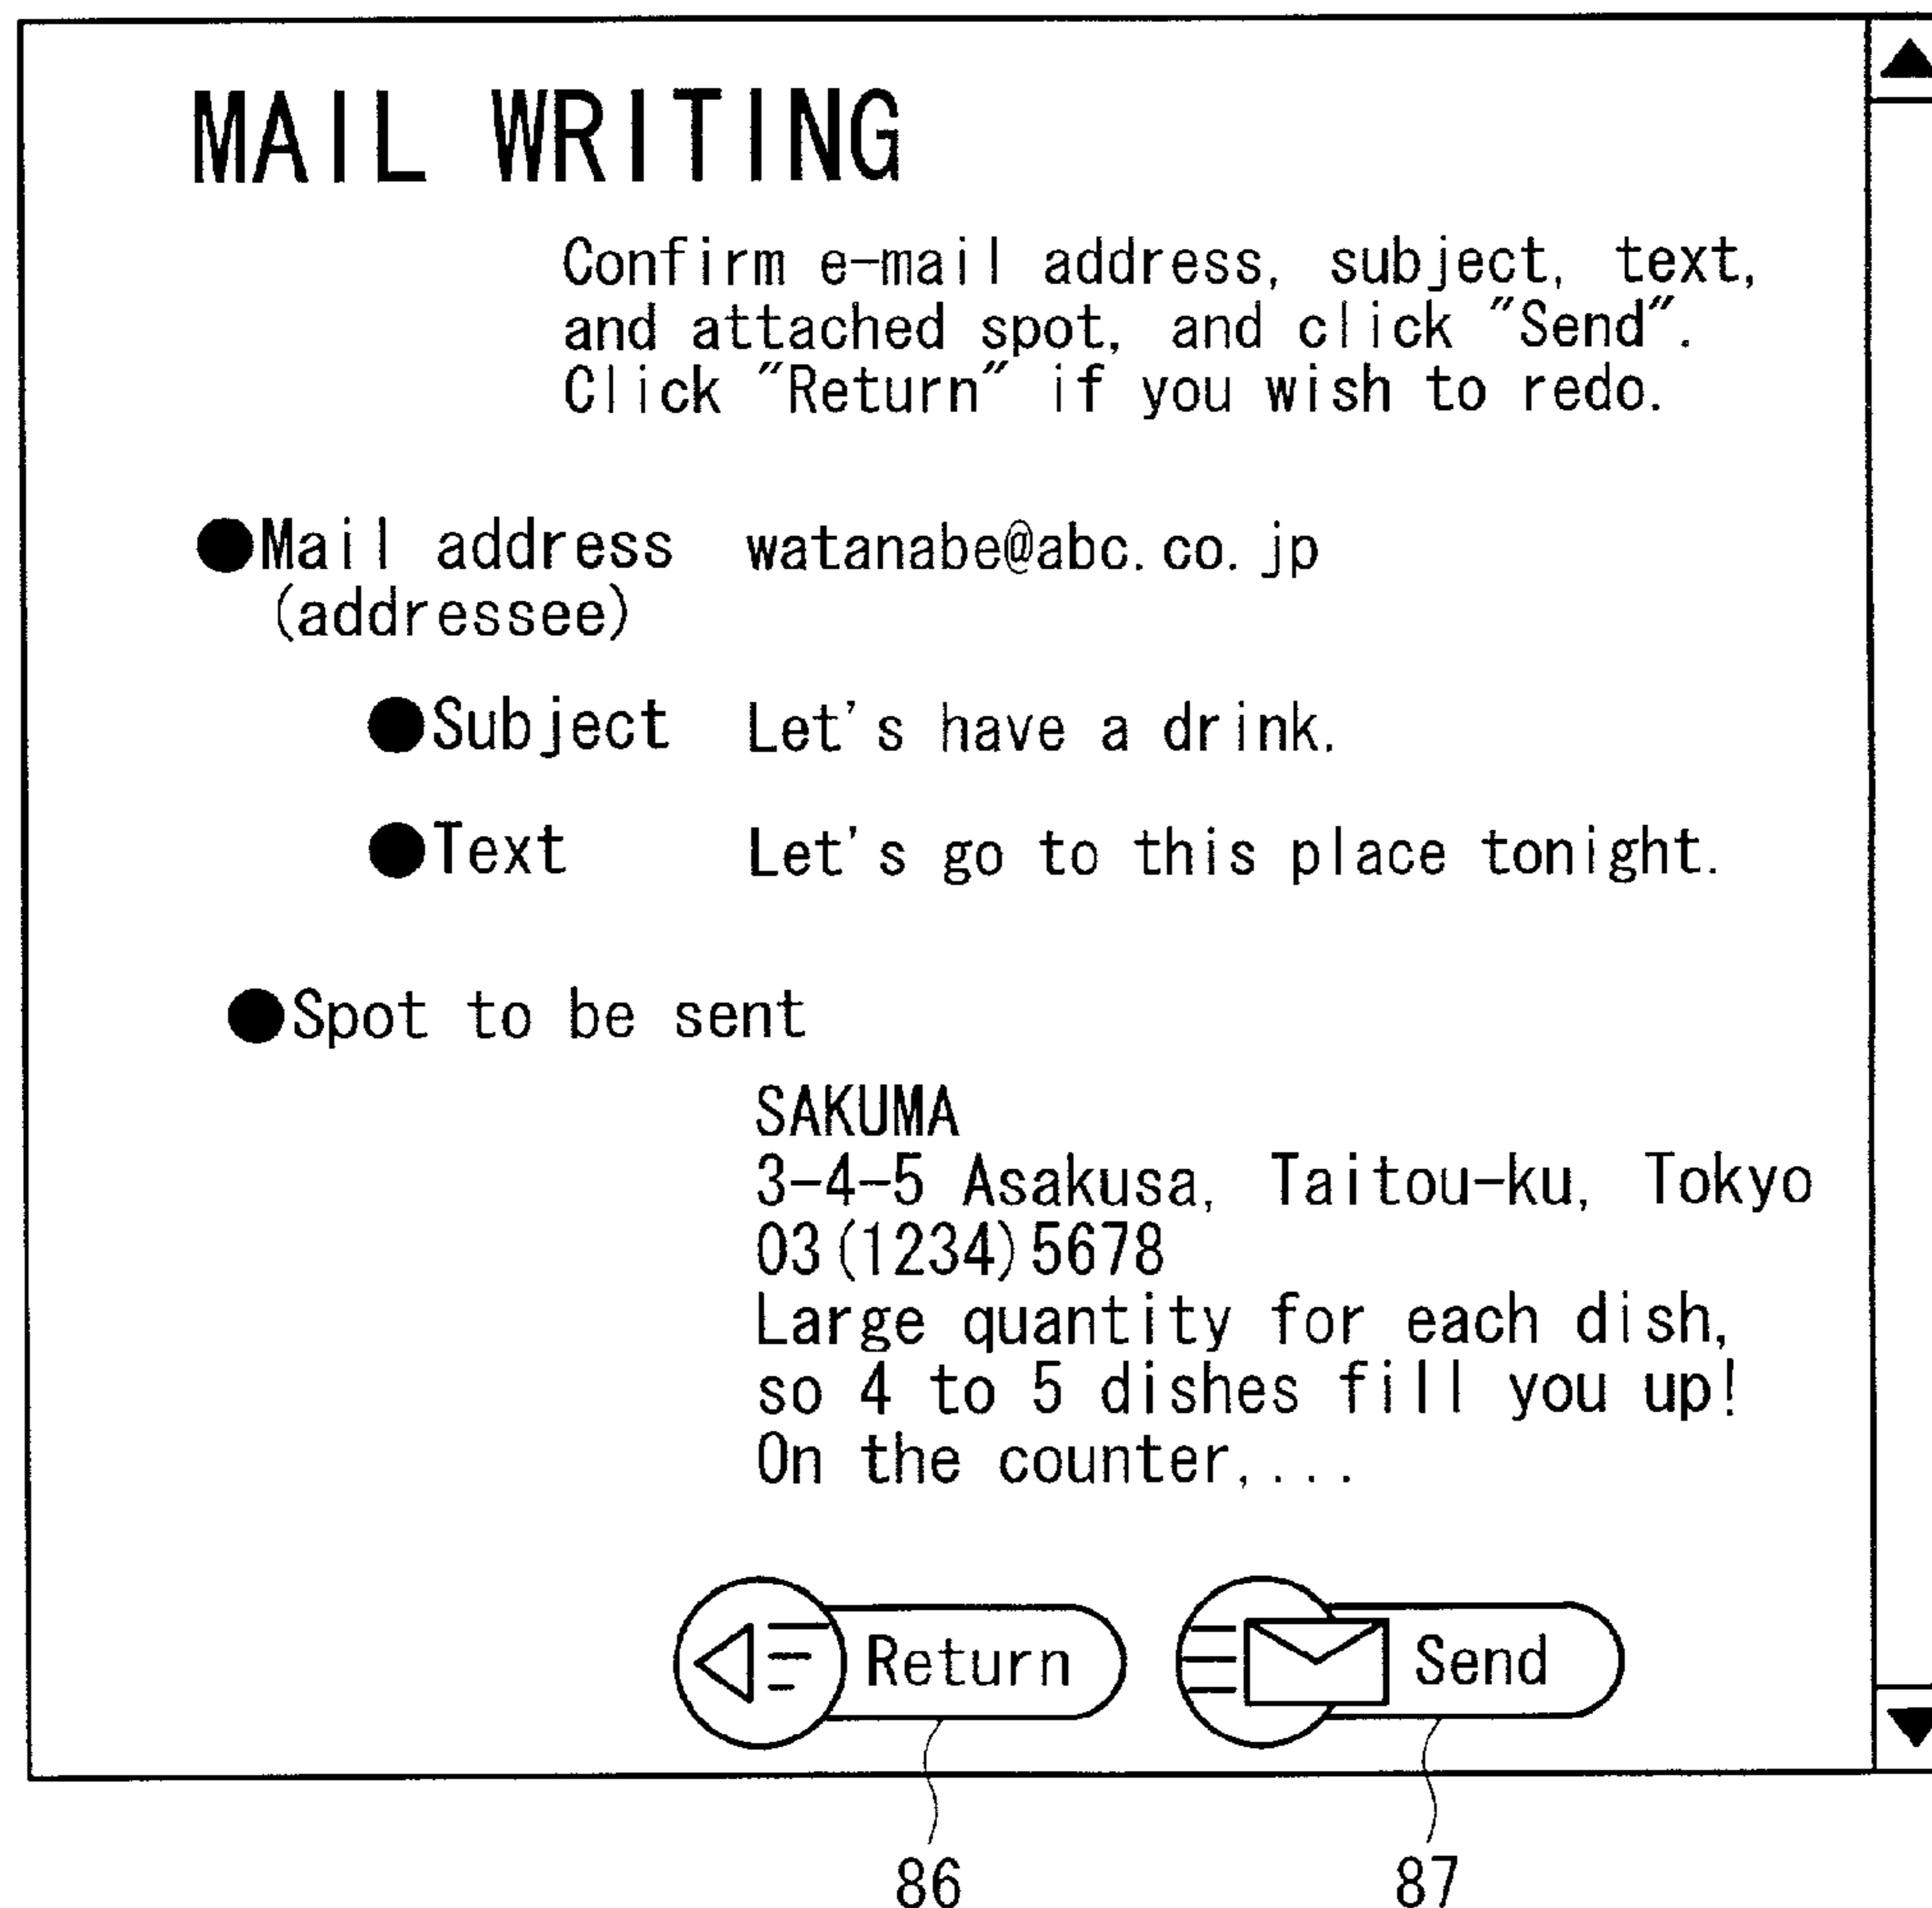 MAIL WRITING
Confirm e-mail address, subject, text,
and attached spot, and click "Send".
Click "Return" if you wish to redo.
●Mail address watanabe@abc.co.jp
(addressee)
●Subject Let's have a drink.
●Text Let's go to this place tonight.
●Spot to be sent
SAKUMA
3-4-5 Asakusa, Taitou-ku, Tokyo
03(1234)5678
Large quantity for each dish,
so 4 to 5 dishes fill you up!
On the counter,...
Return Send
86 87